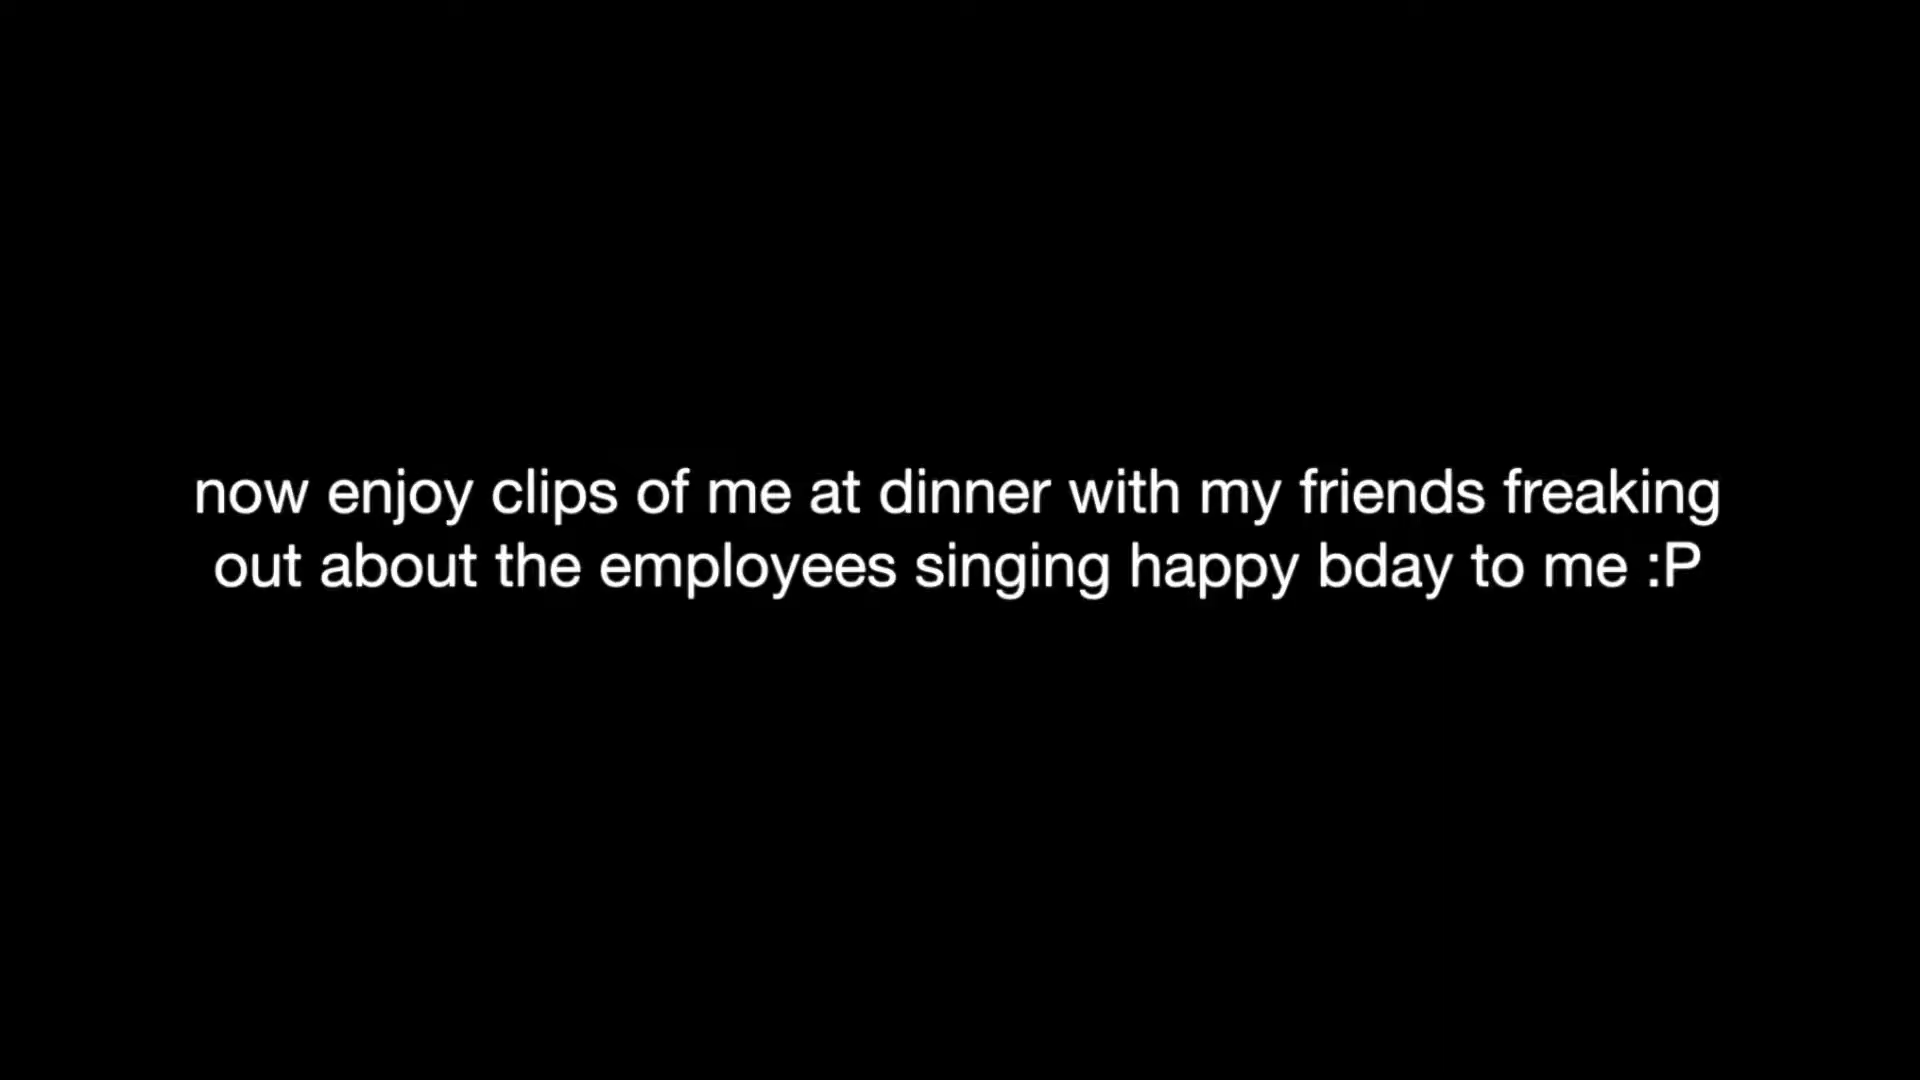 now enjoy clips of me at dinner with my friends freaking
out about the employees singing happy bday to me :P